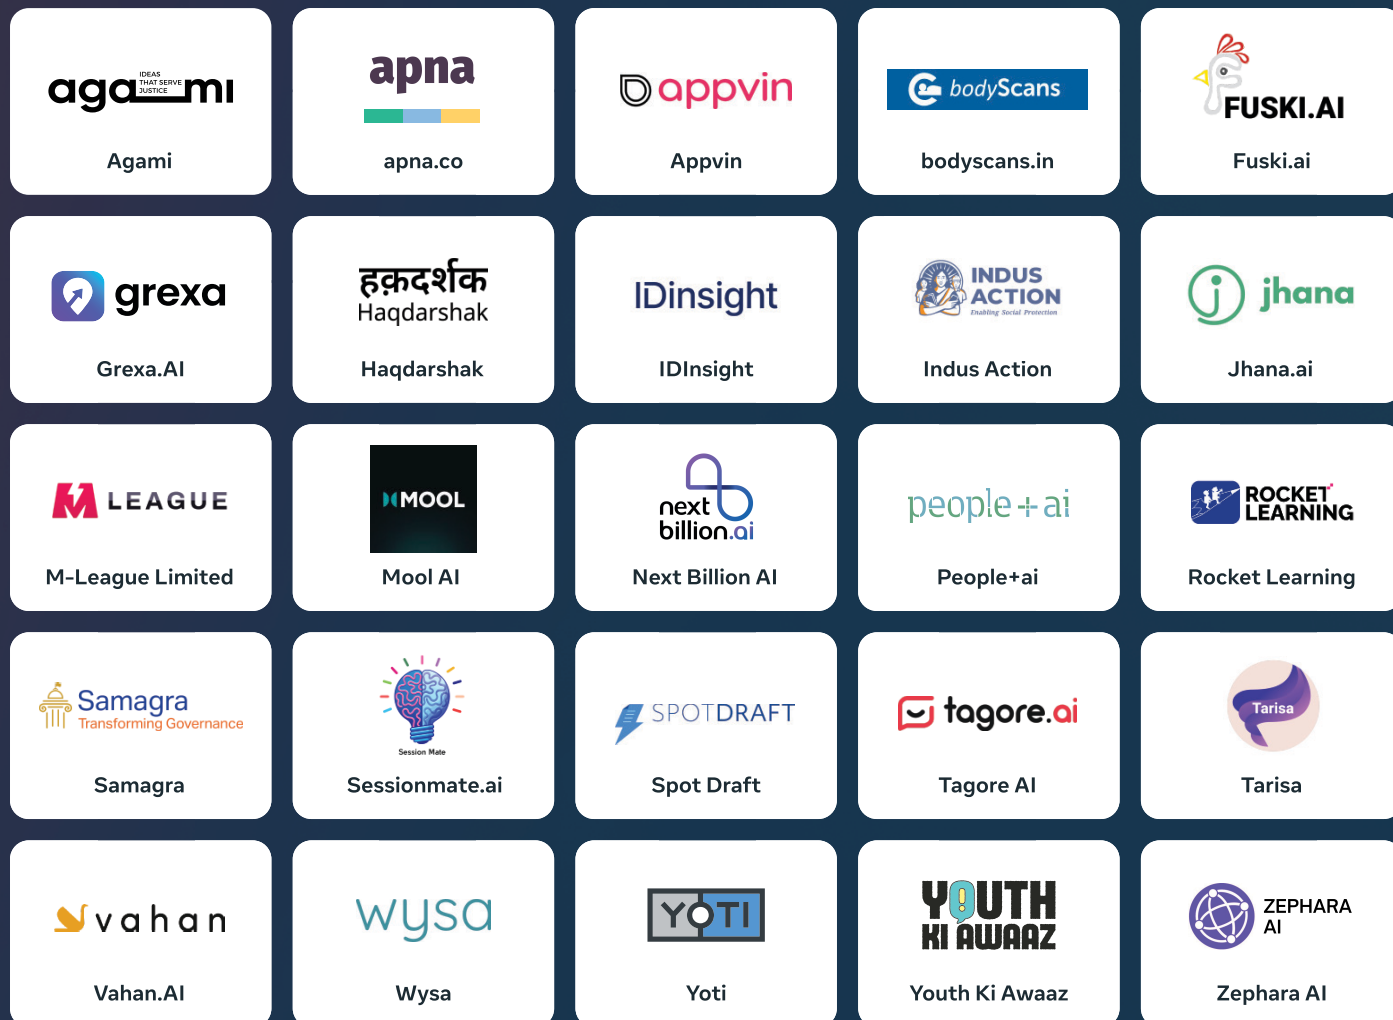 agami
IDEAS
THAT SERVE
JUSTICE
Agami
apna
apna.co
appvin
Appvin
bodyScans
bodyscans.in
FUSKI.AI
Fuski.ai
grexa
Grexa.AI
हक़दर्शक
Haqdarshak
Haqdarshak
IDinsight
IDInsight
INDUS
ACTION
Enabling Social Protection
Indus Action
jhana
Jhana.ai
LEAGUE
M-League Limited
MOOL
Mool AI
next
billion.ai
Next Billion AI
people+ai
People+ai
ROCKET
LEARNING
Rocket Learning
Samagra
Transforming Governance
Samagra
Session Mate
Sessionmate.ai
SPOTDRAFT
Spot Draft
tagore.ai
Tagore AI
Tarisa
Tarisa
vahan
Vahan.AI
wysa
Wysa
YOTI
Yoti
YOUTH
KI AWAAZ
Youth Ki Awaaz
ZEPHARA
AI
Zephara AI